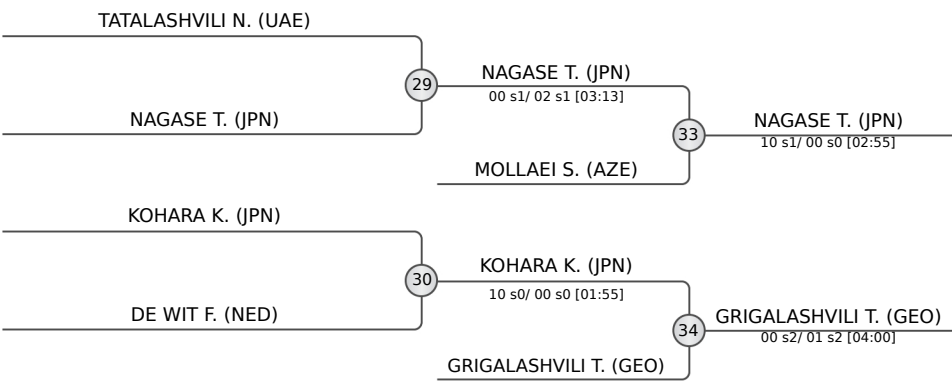 TATALASHVILI N. (UAE)
29
NAGASE T. (JPN)
NAGASE T. (JPN)
00 s1/ 02 s1 [03:13]
33
MOLLAEI S. (AZE)
NAGASE T. (JPN)
10 s1/ 00 s0 [02:55]
KOHARA K. (JPN)
30
DE WIT F. (NED)
KOHARA K. (JPN)
10 s0/ 00 s0 [01:55]
34
GRIGALASHVILI T. (GEO)
GRIGALASHVILI T. (GEO)
00 s2/ 01 s2 [04:00]